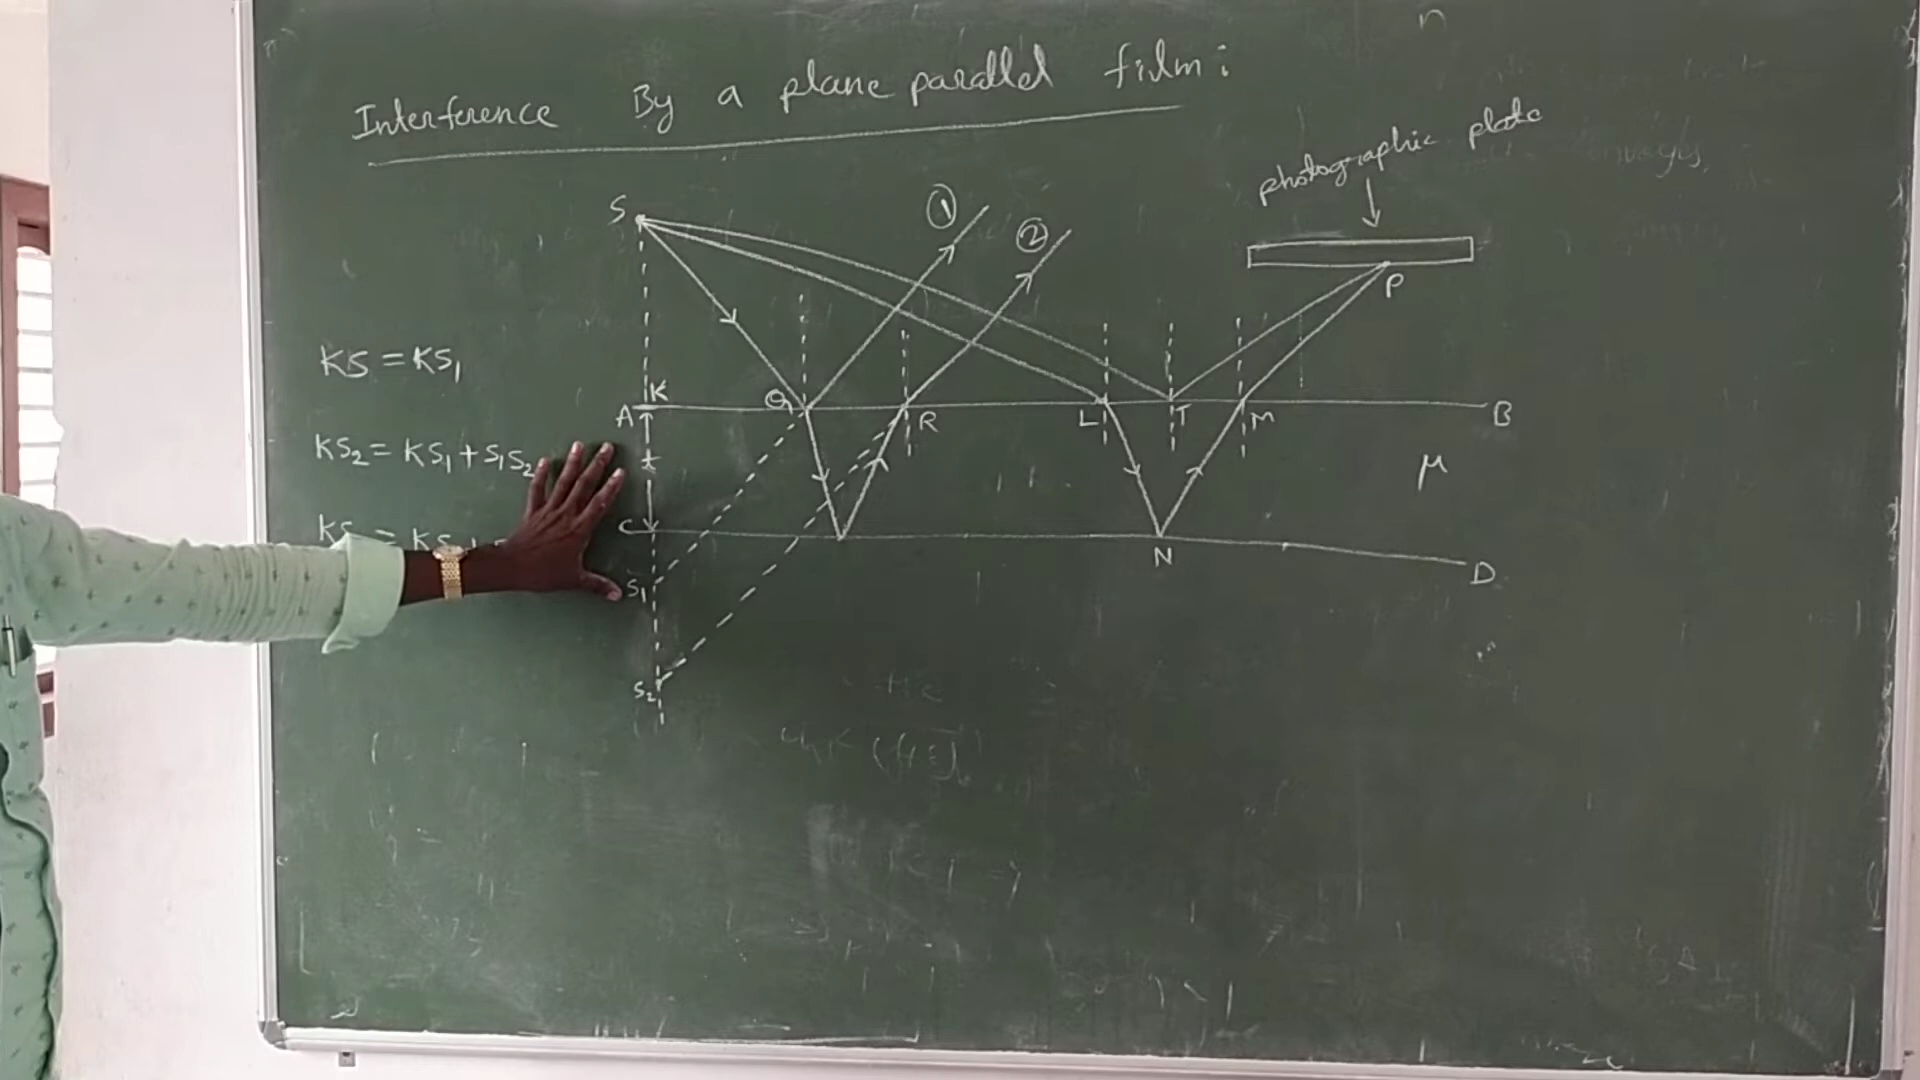 Interference By a plane parallel film:
photographic plate
S
①
②
P
KS = KS₁
K
A
Q
R
L
T
M
B
KS₂ = KS₁ + S₁S₂
t
μ
C
N
D
S₁
S₂